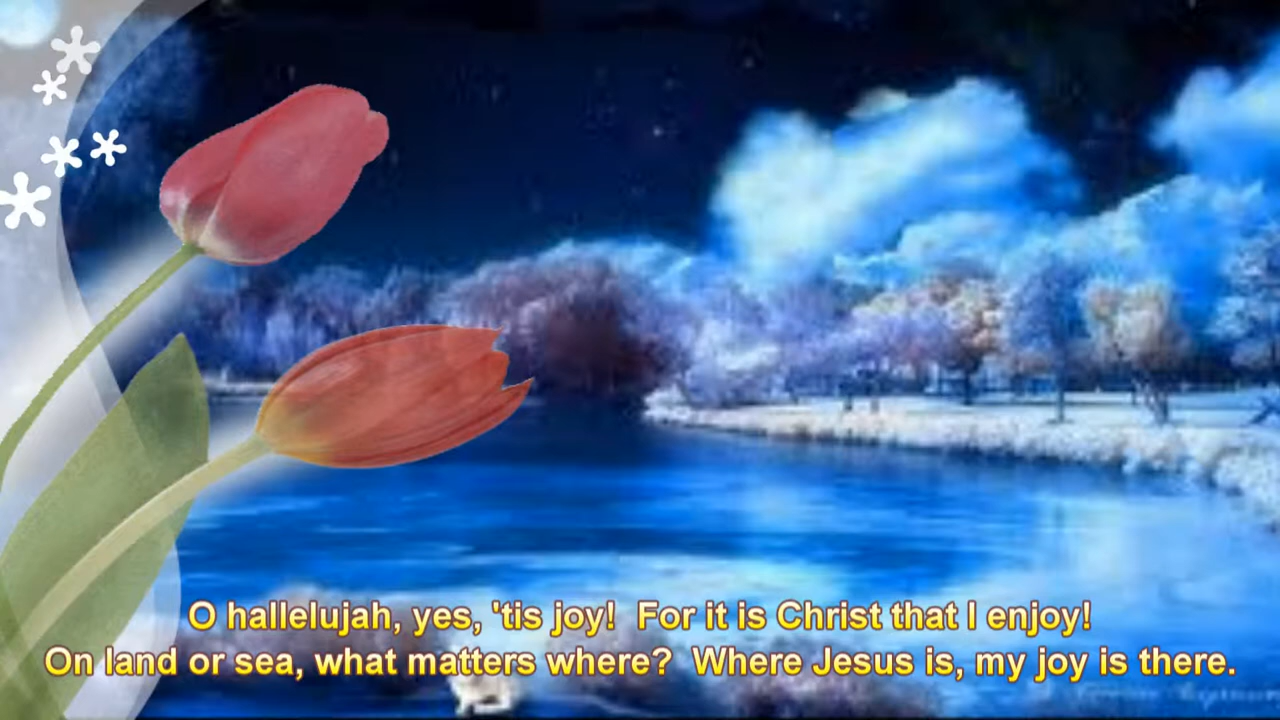 O hallelujah, yes, 'tis joy!  For it is Christ that I enjoy!
On land or sea, what matters where?  Where Jesus is, my joy is there.